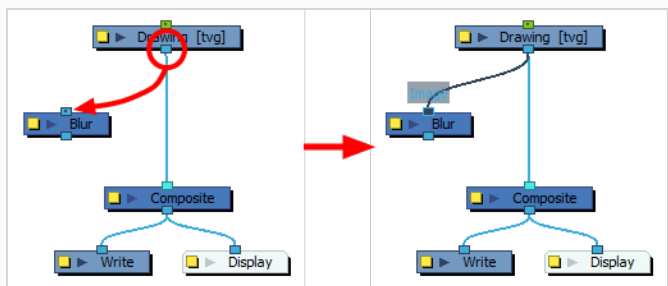 Drawing [tvg]
Blur
Composite
Write
Display
Drawing [tvg]
Image
Blur
Composite
Write
Display